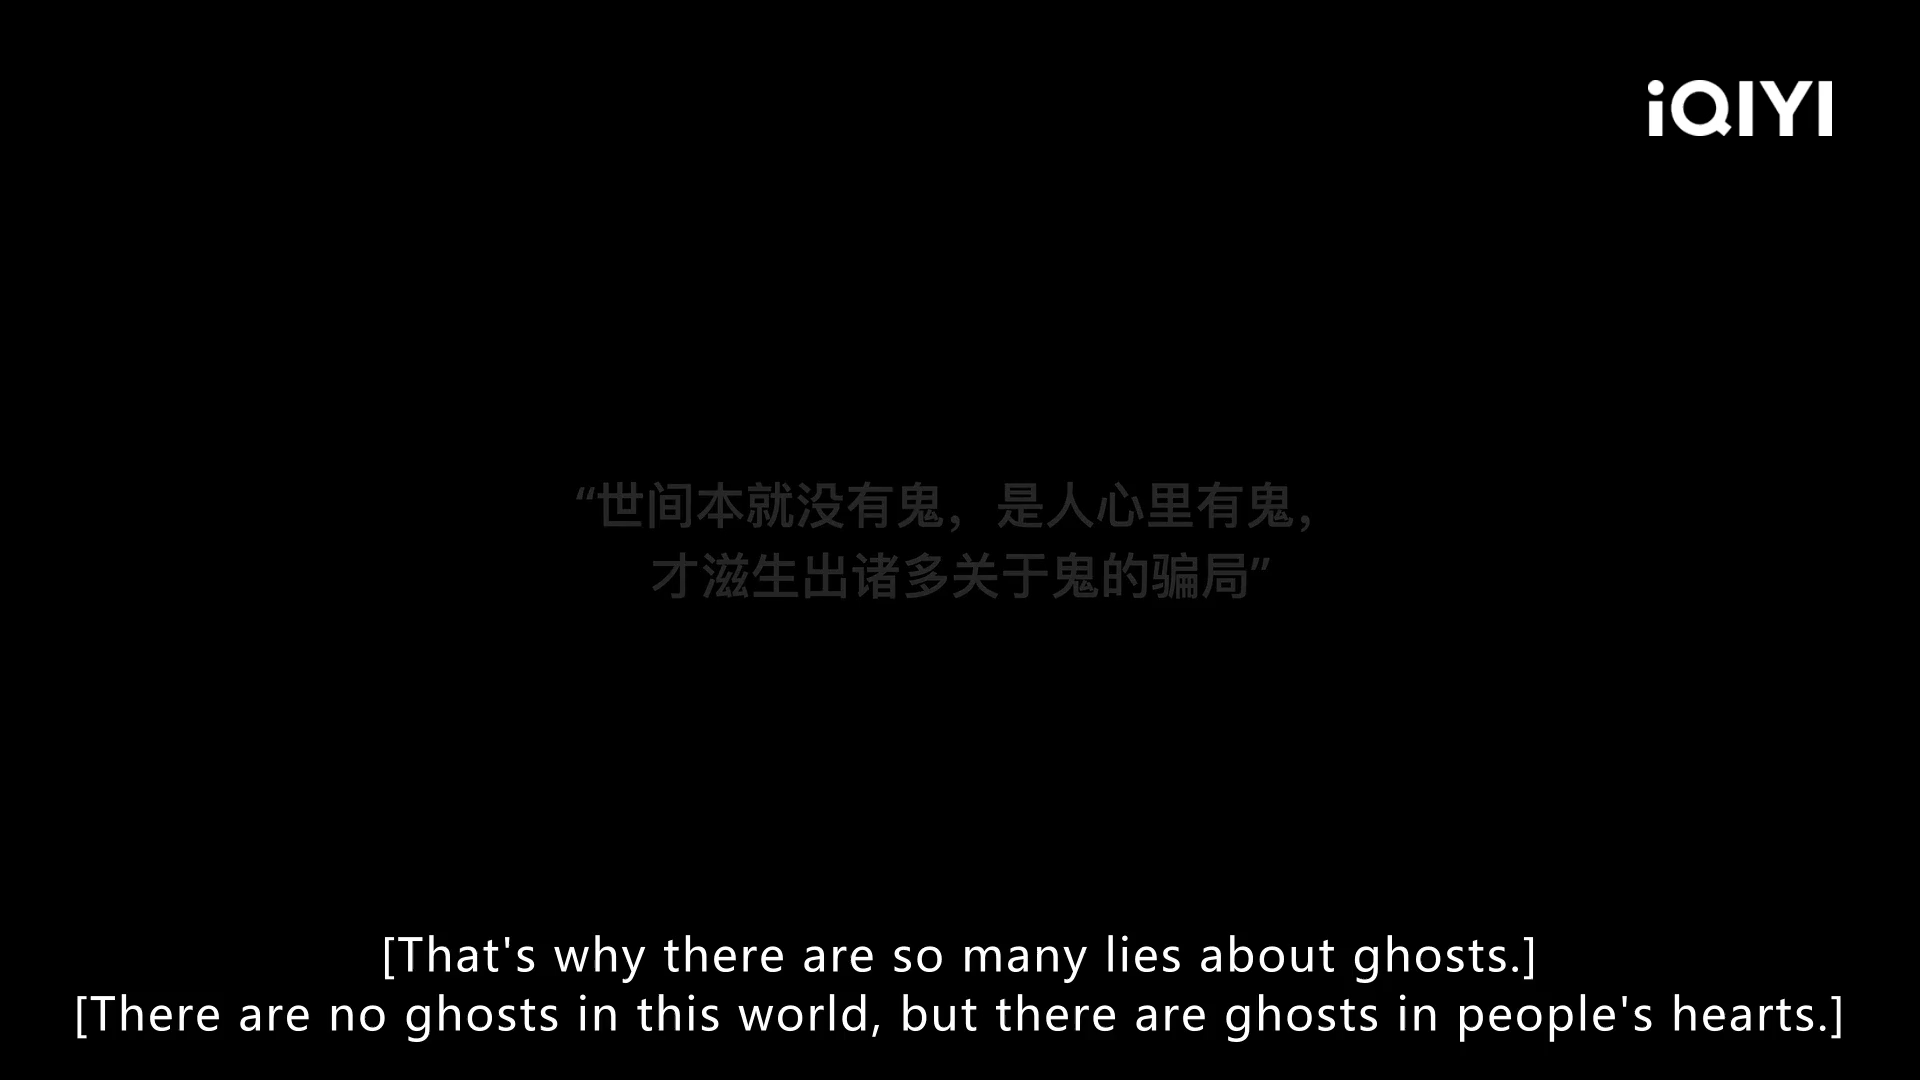 iQIYI
“世间本就没有鬼，是人心里有鬼，
才滋生出诸多关于鬼的骗局”
[That's why there are so many lies about ghosts.]
[There are no ghosts in this world, but there are ghosts in people's hearts.]